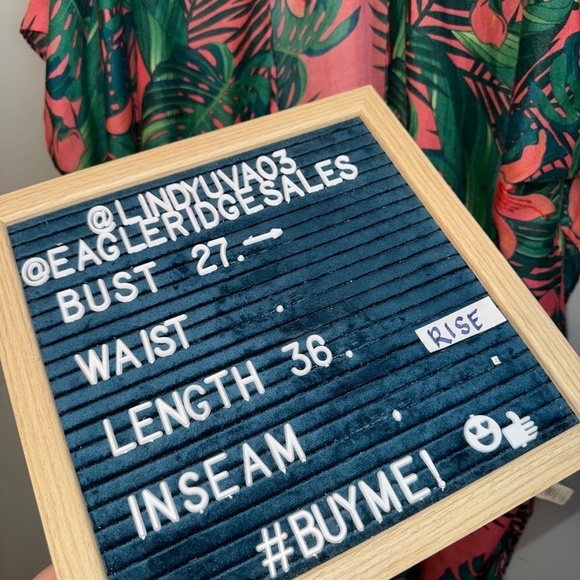 @LINDYUVA03
@EAGLERIDGESALES
BUST 27.
WAIST .
LENGTH 36 . RISE
INSEAM
#BUYME!